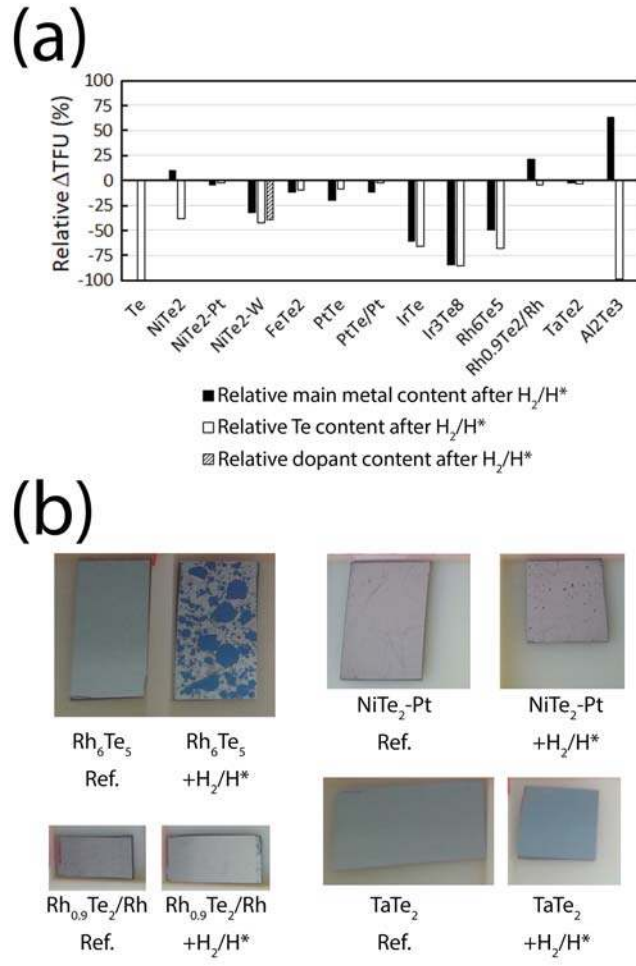 (a)
Relative ΔTFU (%)
100
75
50
25
0
-25
-50
-75
-100
Te
NiTe2
NiTe2-Pt
NiTe2-W
FeTe2
PtTe
PtTe/Pt
IrTe
Ir3Te8
Rh6Te5
Rh0.9Te2/Rh
TaTe2
Al2Te3
Relative main metal content after H₂/H*
Relative Te content after H₂/H*
Relative dopant content after H₂/H*
(b)
Rh₆Te₅ Rh₆Te₅
Ref. +H₂/H*
NiTe₂-Pt NiTe₂-Pt
Ref. +H₂/H*
Rh₀.₉Te₂/Rh Rh₀.₉Te₂/Rh
Ref. +H₂/H*
TaTe₂ TaTe₂
Ref. +H₂/H*